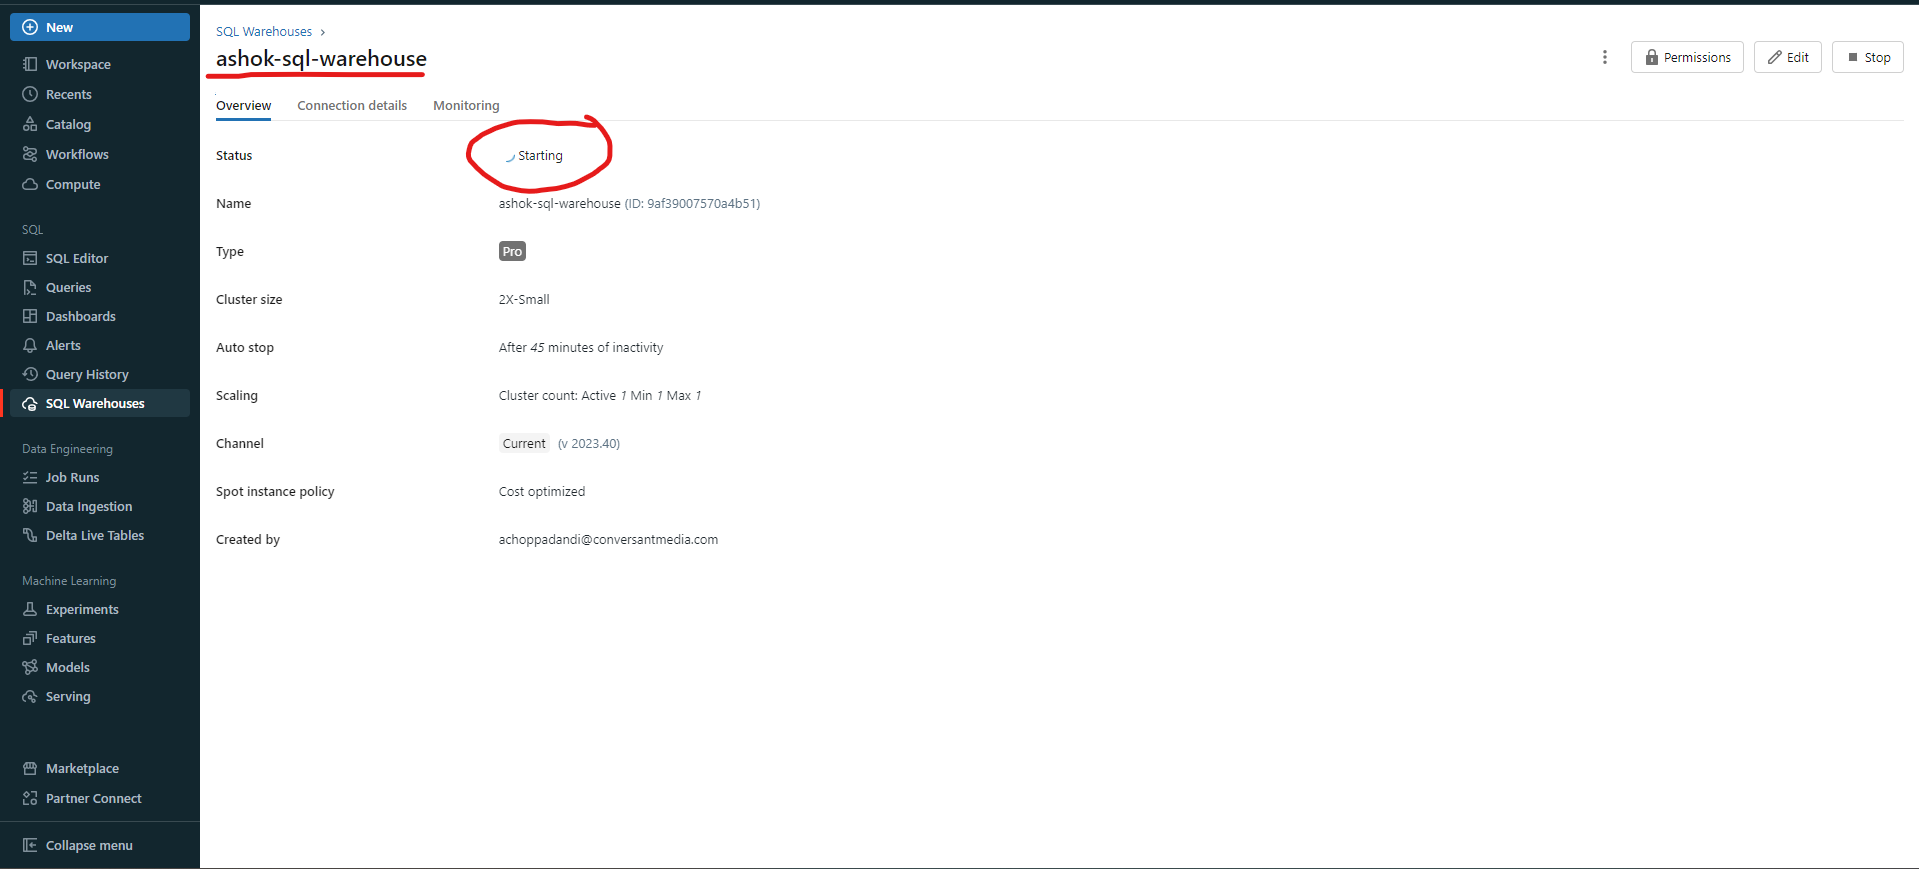 New
Workspace
Recents
Catalog
Workflows
Compute
SQL
SQL Editor
Queries
Dashboards
Alerts
Query History
SQL Warehouses
Data Engineering
Job Runs
Data Ingestion
Delta Live Tables
Machine Learning
Experiments
Features
Models
Serving
Marketplace
Partner Connect
Collapse menu
SQL Warehouses ›
ashok-sql-warehouse
Permissions Edit Stop
Overview Connection details Monitoring
Status Starting
Name ashok-sql-warehouse (ID: 9af39007570a4b51)
Type Pro
Cluster size 2X-Small
Auto stop After 45 minutes of inactivity
Scaling Cluster count: Active 1 Min 1 Max 1
Channel Current (v 2023.40)
Spot instance policy Cost optimized
Created by achoppadandi@conversantmedia.com